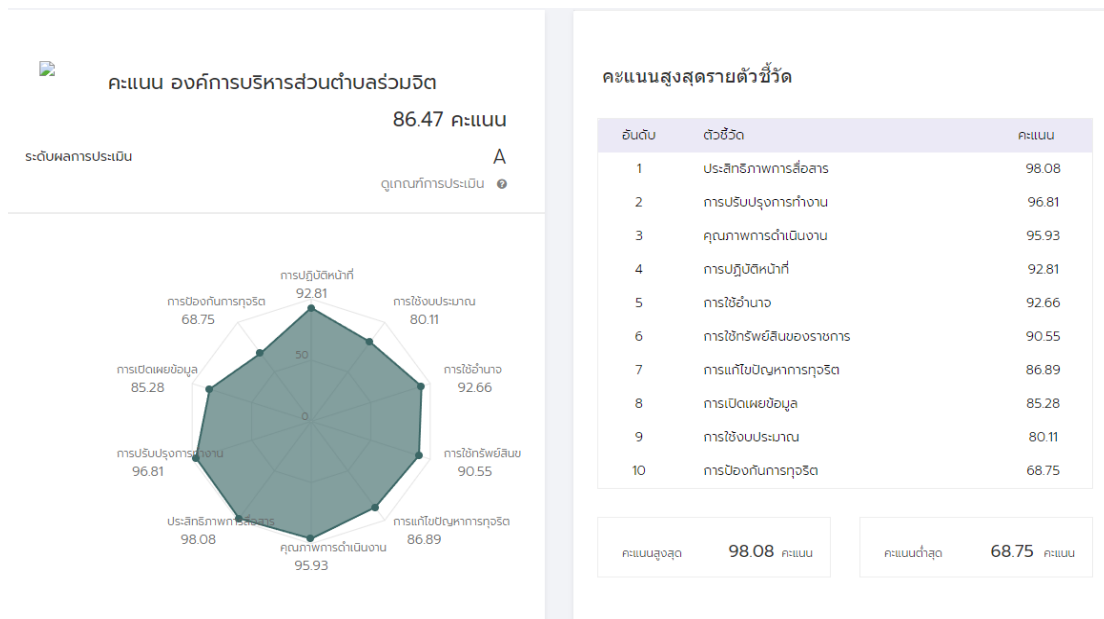 คะแนน องค์การบริหารส่วนตำบลร่วมจิต
86.47 คะแนน
ระดับผลการประเมิน A
ดูเกณฑ์การประเมิน ?
การปฏิบัติหน้าที่
92.81
การใช้งบประมาณ
80.11
การใช้อำนาจ
92.66
การใช้ทรัพย์สินข
90.55
การแก้ไขปัญหาการทุจริต
86.89
คุณภาพการดำเนินงาน
95.93
ประสิทธิภาพการสื่อสาร
98.08
การปรับปรุงการทำงาน
96.81
การเปิดเผยข้อมูล
85.28
การป้องกันการทุจริต
68.75
50
0
คะแนนสูงสุดรายตัวชี้วัด
อันดับ ตัวชี้วัด คะแนน
1 ประสิทธิภาพการสื่อสาร 98.08
2 การปรับปรุงการทำงาน 96.81
3 คุณภาพการดำเนินงาน 95.93
4 การปฏิบัติหน้าที่ 92.81
5 การใช้อำนาจ 92.66
6 การใช้ทรัพย์สินของราชการ 90.55
7 การแก้ไขปัญหาการทุจริต 86.89
8 การเปิดเผยข้อมูล 85.28
9 การใช้งบประมาณ 80.11
10 การป้องกันการทุจริต 68.75
คะแนนสูงสุด 98.08 คะแนน
คะแนนต่ำสุด 68.75 คะแนน